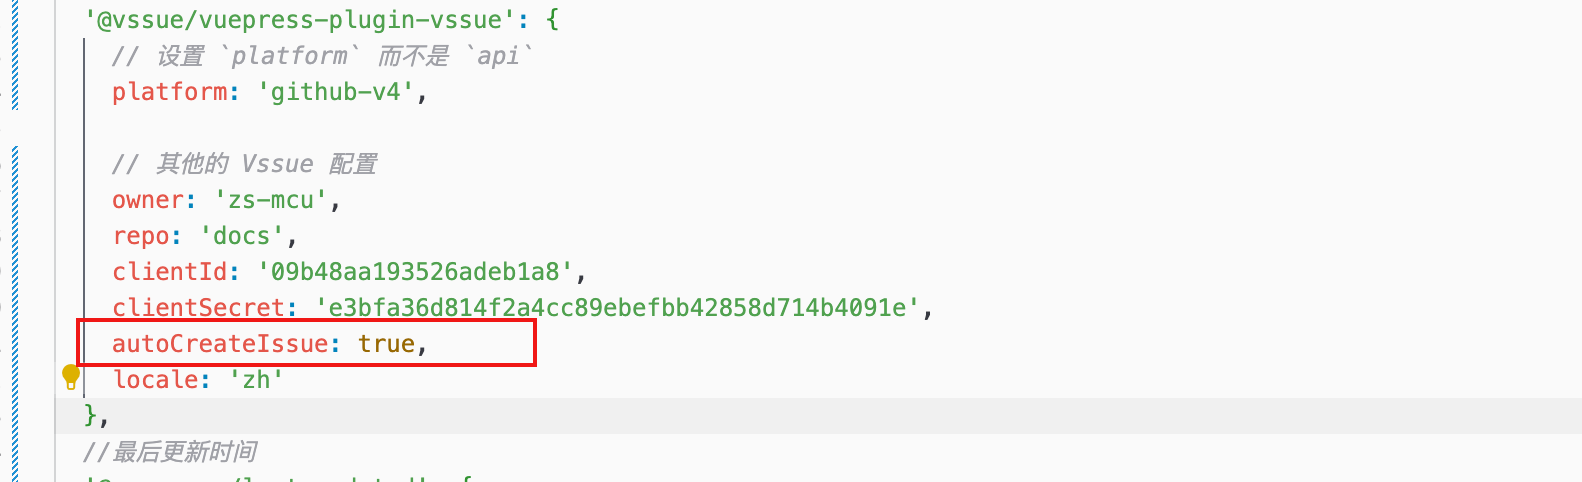 '@vssue/vuepress-plugin-vssue': {
// 设置 `platform` 而不是 `api`
platform: 'github-v4',
// 其他的 Vssue 配置
owner: 'zs-mcu',
repo: 'docs',
clientId: '09b48aa193526adeb1a8',
clientSecret: 'e3bfa36d814f2a4cc89ebefbb42858d714b4091e',
autoCreateIssue: true,
locale: 'zh'
},
//最后更新时间